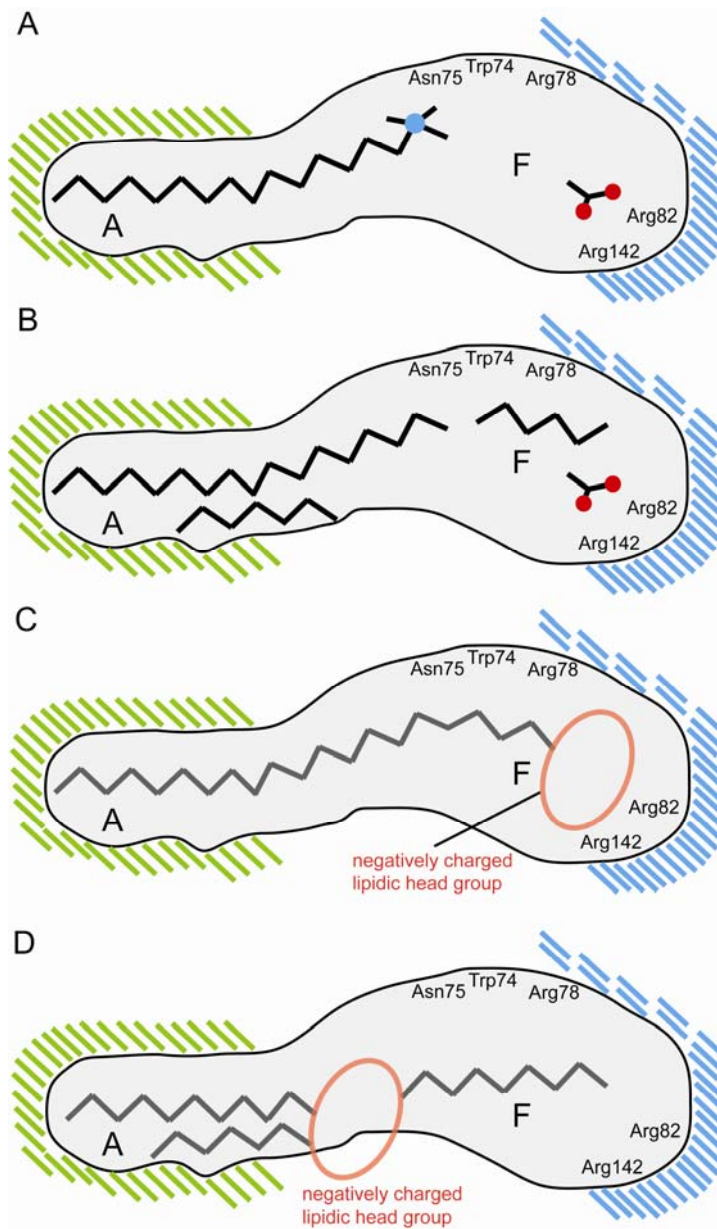 A
Asn75 Trp74 Arg78
F
A
Arg82
Arg142
B
Asn75 Trp74 Arg78
F
A
Arg82
Arg142
C
Asn75 Trp74 Arg78
F
A
Arg82
Arg142
negatively charged
lipidic head group
D
Asn75 Trp74 Arg78
F
A
Arg82
Arg142
negatively charged
lipidic head group